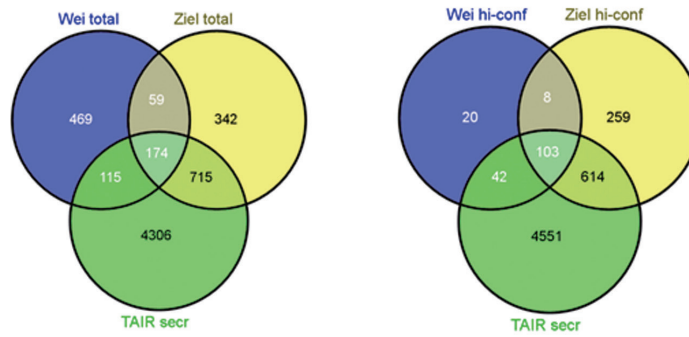 Wei total
Ziel total
59
469
342
174
115
715
4306
TAIR secr
Wei hi-conf
Ziel hi-conf
8
20
259
103
42
614
4551
TAIR secr